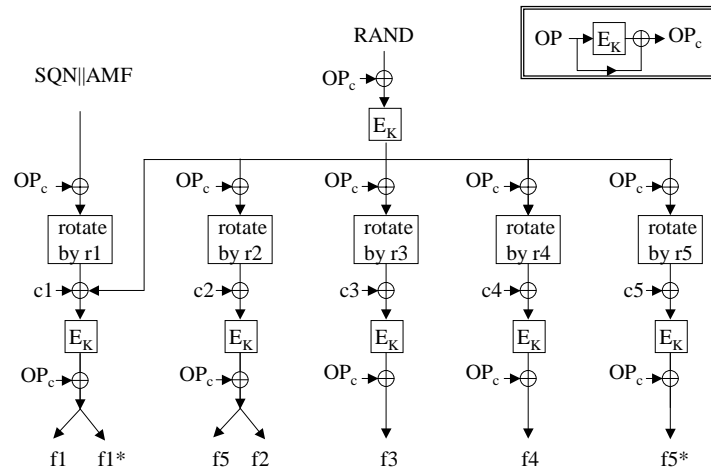 RAND
OP E_K OP_c
SQN||AMF
OP_c
E_K
OP_c OP_c OP_c OP_c OP_c
rotate by r1
rotate by r2
rotate by r3
rotate by r4
rotate by r5
c1 c2 c3 c4 c5
E_K E_K E_K E_K E_K
OP_c OP_c OP_c OP_c OP_c
f1 f1* f5 f2 f3 f4 f5*